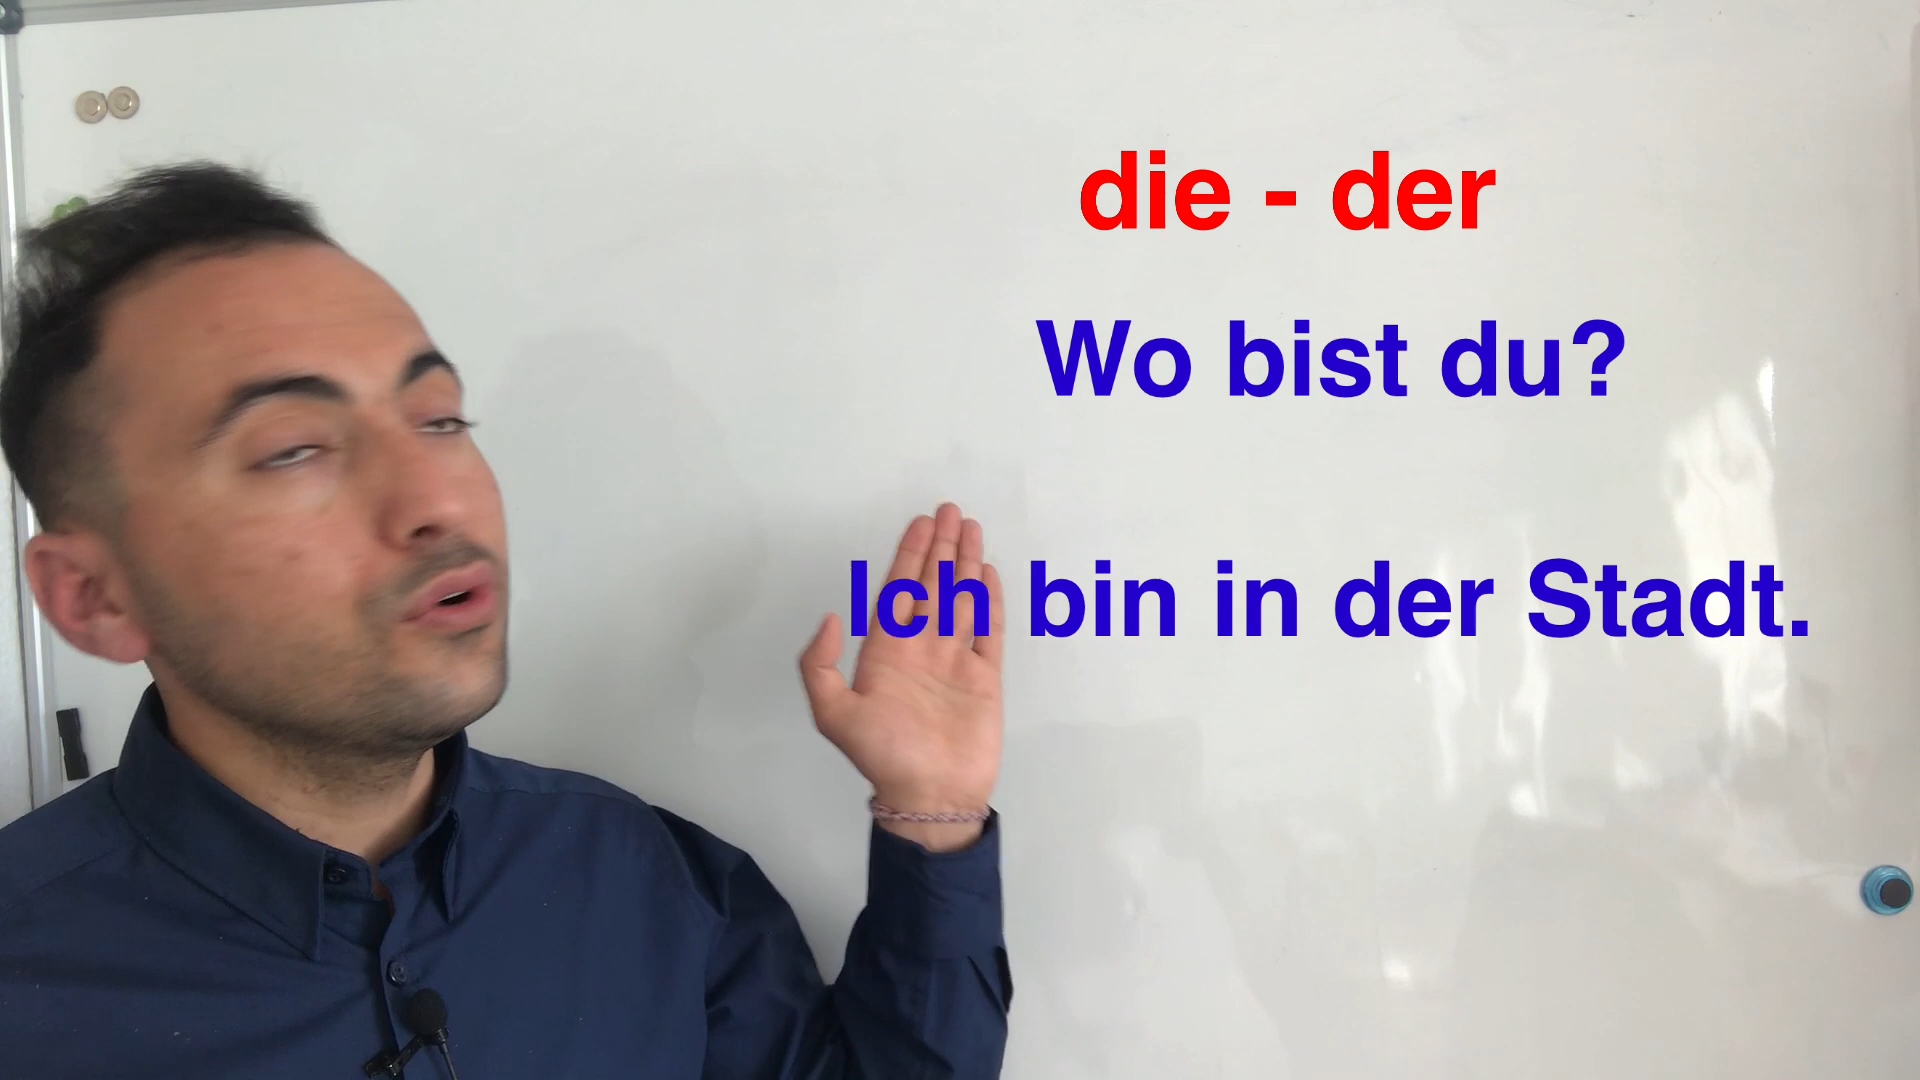 die - der
Wo bist du?
Ich bin in der Stadt.